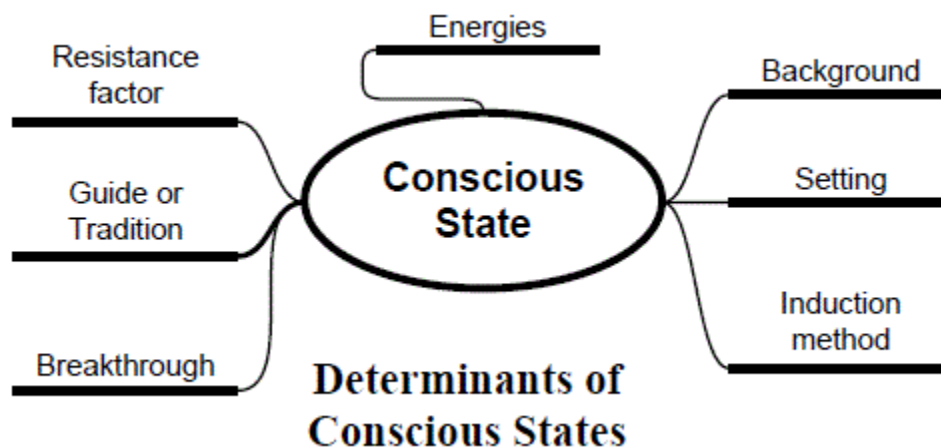 Energies
Resistance
factor
Background
Conscious
State
Guide or
Tradition
Setting
Induction
method
Breakthrough
Determinants of
Conscious States